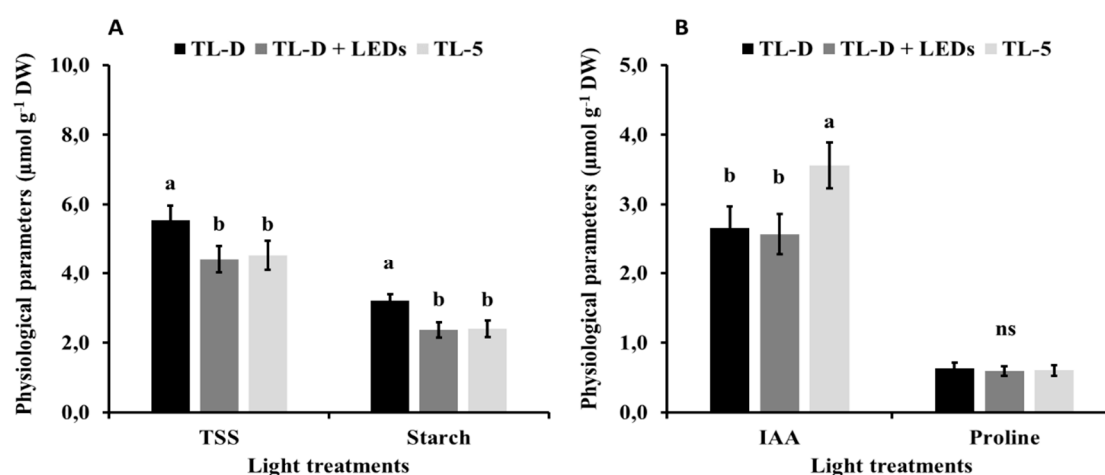 A
TL-D TL-D + LEDs TL-5
Physiological parameters (µmol g⁻¹ DW)
10,0
8,0
6,0
4,0
2,0
0,0
a
b
b
a
b
b
TSS
Starch
Light treatments
B
TL-D TL-D + LEDs TL-5
Physiological parameters (µmol g⁻¹ DW)
5,0
4,0
3,0
2,0
1,0
0,0
b
b
a
ns
IAA
Proline
Light treatments